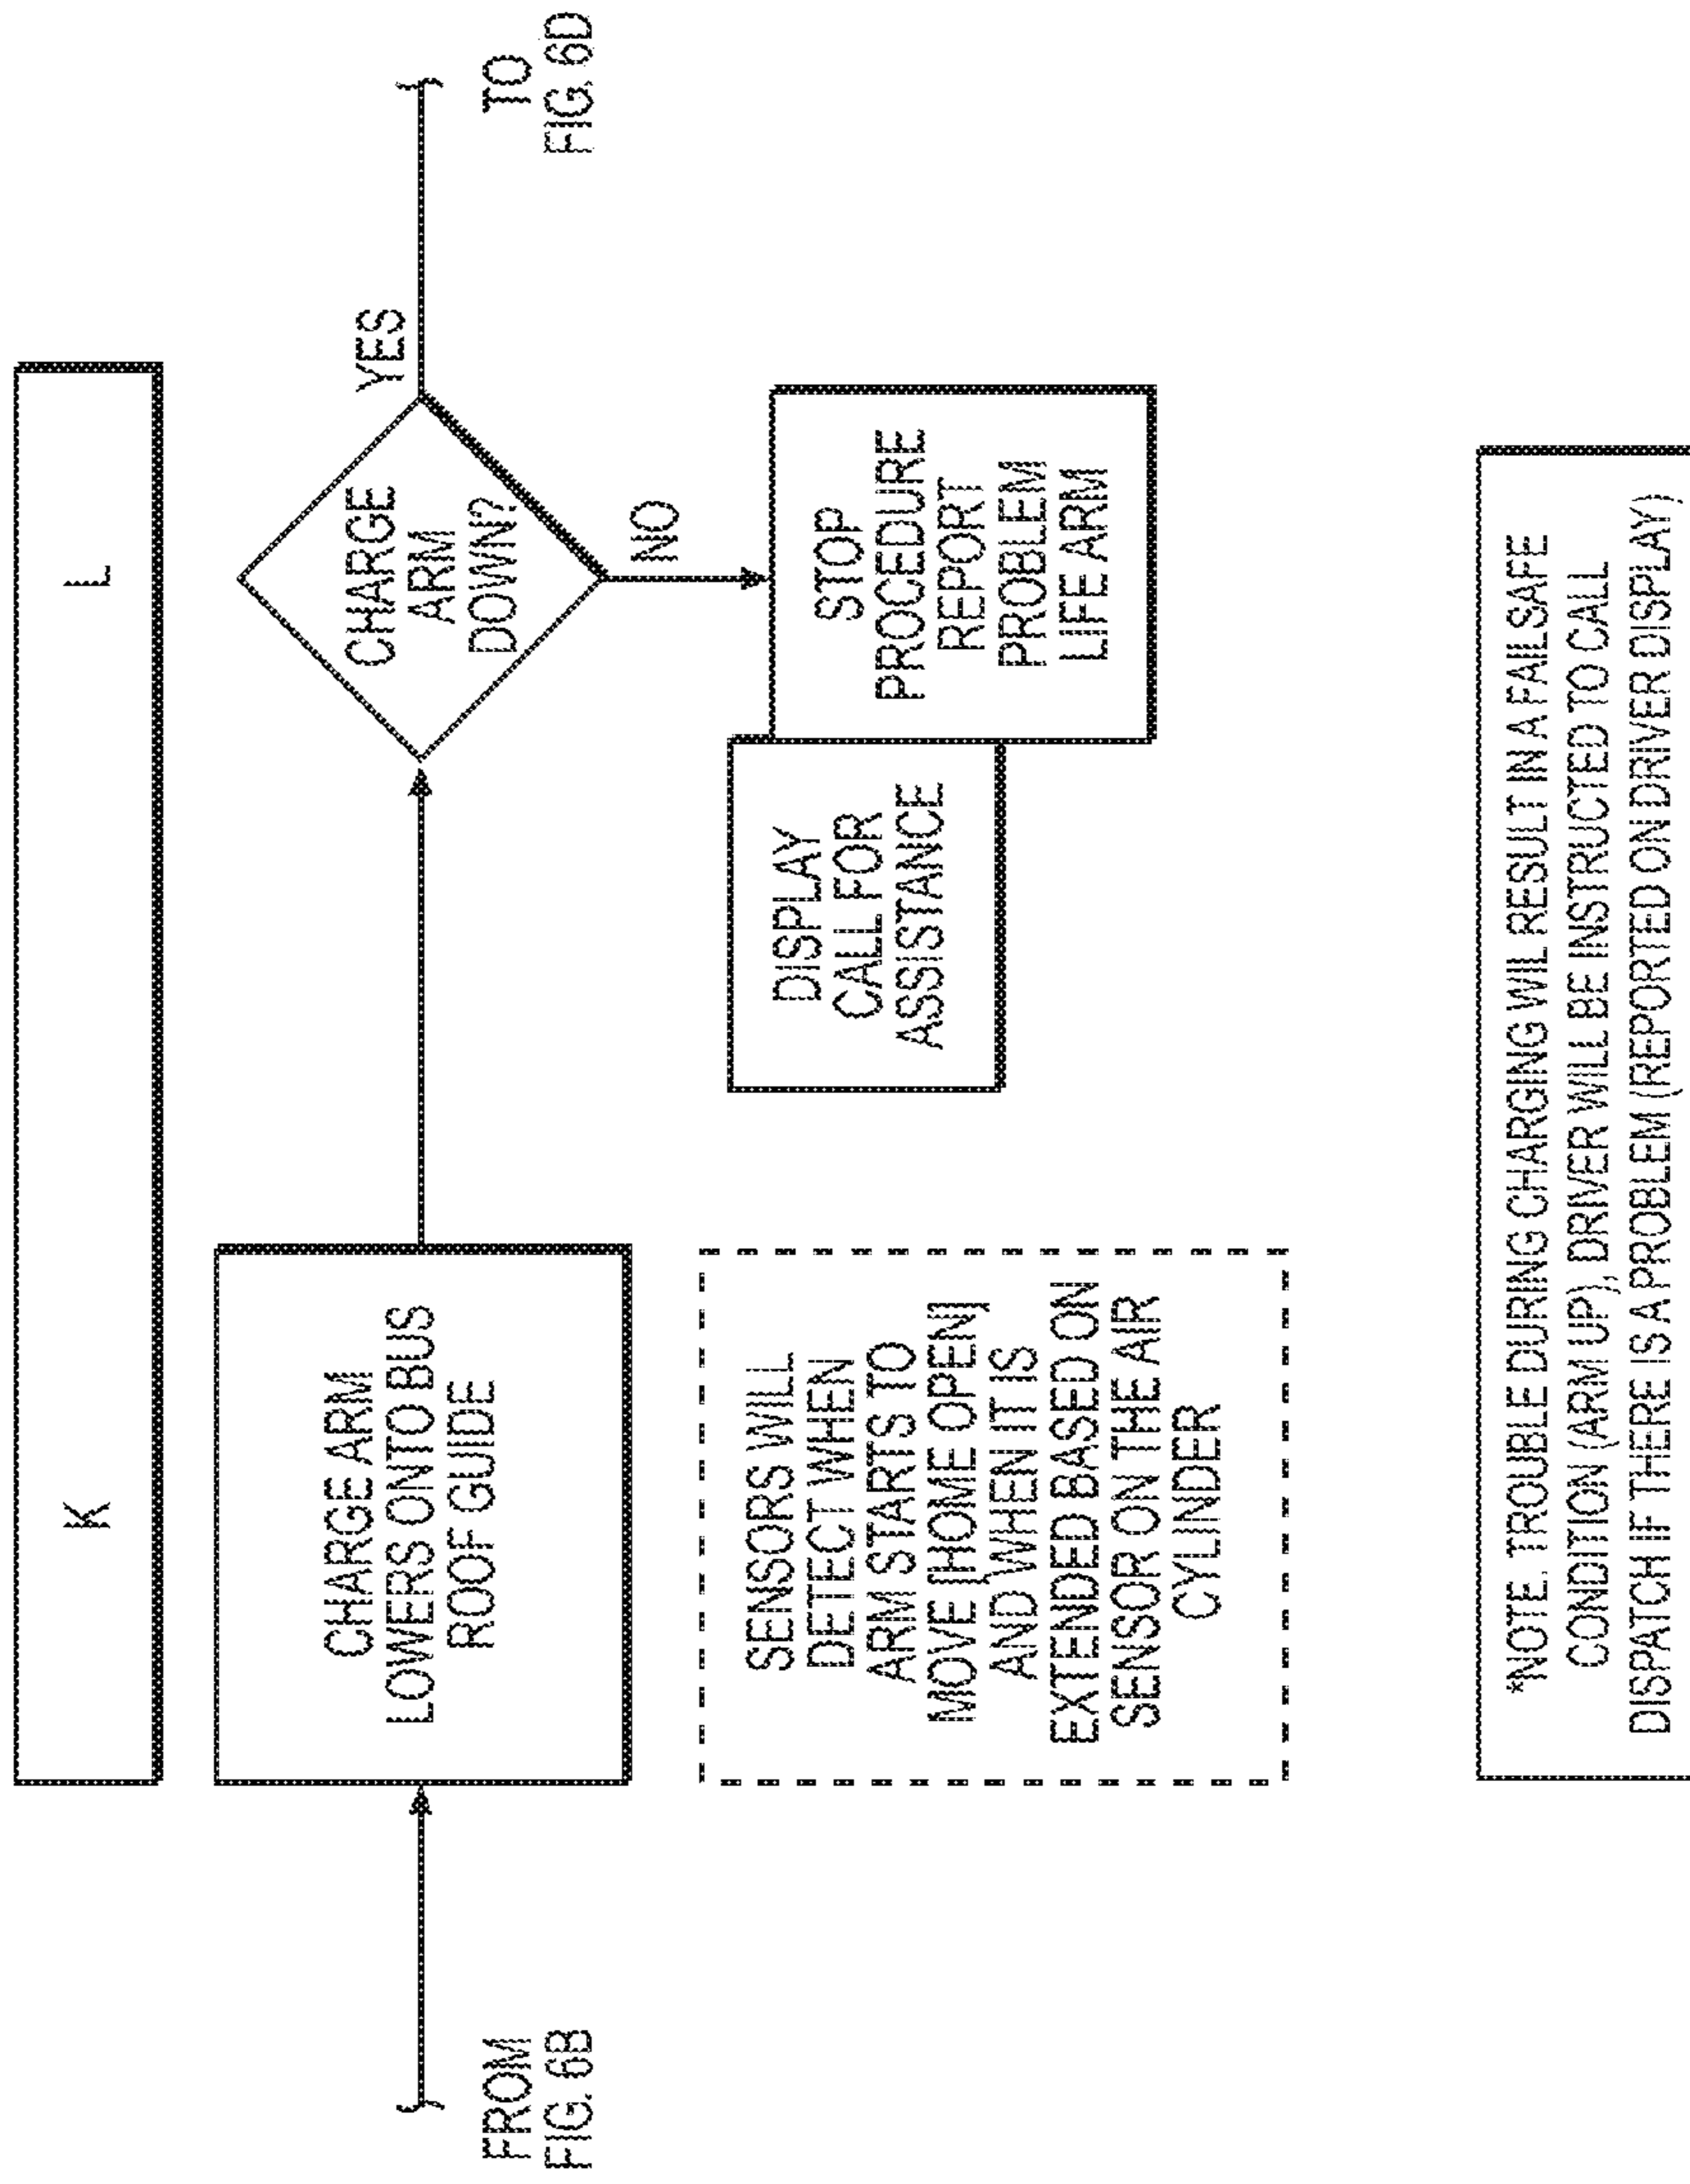 K
L
FROM
FIG. 6B
CHARGE ARM
LOWERS ONTO BUS
ROOF GUIDE
CHARGE
ARM
DOWN?
YES
TO
FIG. 6D
NO
SENSORS WILL
DETECT WHEN
ARM STARTS TO
MOVE [HOME OPEN]
AND WHEN IT IS
EXTENDED BASED ON
SENSOR ON THE AIR
CYLINDER
DISPLAY
CALL FOR
ASSISTANCE
STOP
PROCEDURE
REPORT
PROBLEM
LIFE ARM
*NOTE. TROUBLE DURING CHARGING WIL RESULT IN A FAILSAFE
CONDITION (ARM UP), DRIVER WILL BE INSTRUCTED TO CALL
DISPATCH IF THERE IS A PROBLEM (REPORTED ON DRIVER DISPLAY)